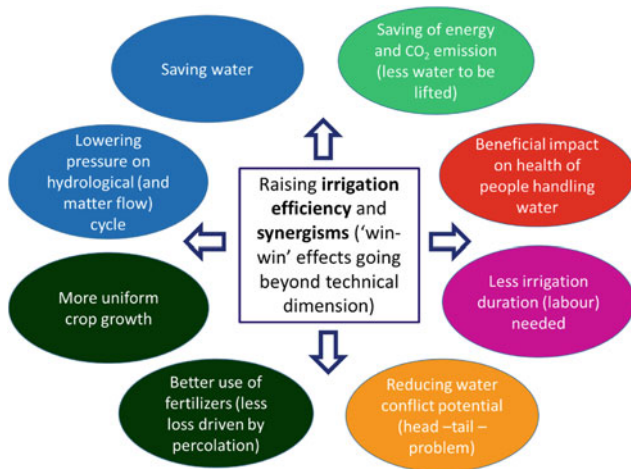 Saving water
Saving of energy
and CO₂ emission
(less water to be
lifted)
Lowering
pressure on
hydrological (and
matter flow)
cycle
Raising irrigation
efficiency and
synergisms (‘win-
win’ effects going
beyond technical
dimension)
Beneficial impact
on health of
people handling
water
More uniform
crop growth
Less irrigation
duration (labour)
needed
Better use of
fertilizers (less
loss driven by
percolation)
Reducing water
conflict potential
(head –tail –
problem)